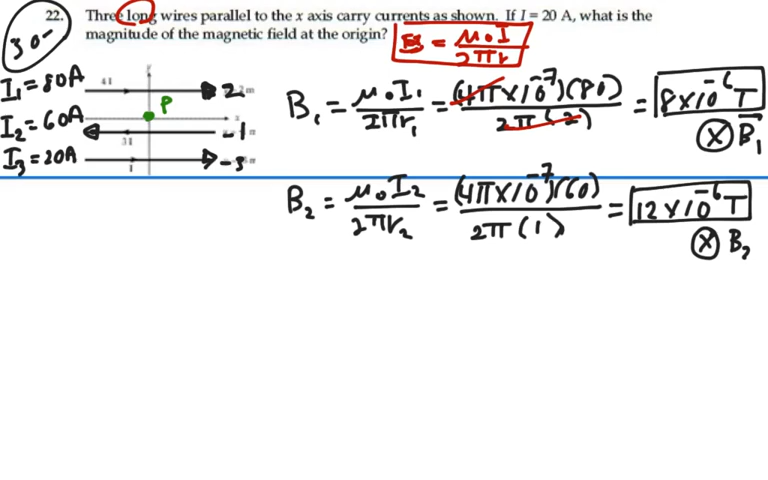 22. Three long wires parallel to the x axis carry currents as shown. If I = 20 A, what is the
magnitude of the magnetic field at the origin? B = μ₀I / 2πr
30-
I₁ = 80A 4I 2 m
P
I₂ = 60A 3I -1
I₃ = 20A I -3
B₁ = μ₀I₁ / 2πr₁ = (4π×10⁻⁷)(80) / 2π(2) = 8×10⁻⁶ T
⊗ B₁
B₂ = μ₀I₂ / 2πr₂ = (4π×10⁻⁷)(60) / 2π(1) = 12×10⁻⁶ T
⊗ B₂